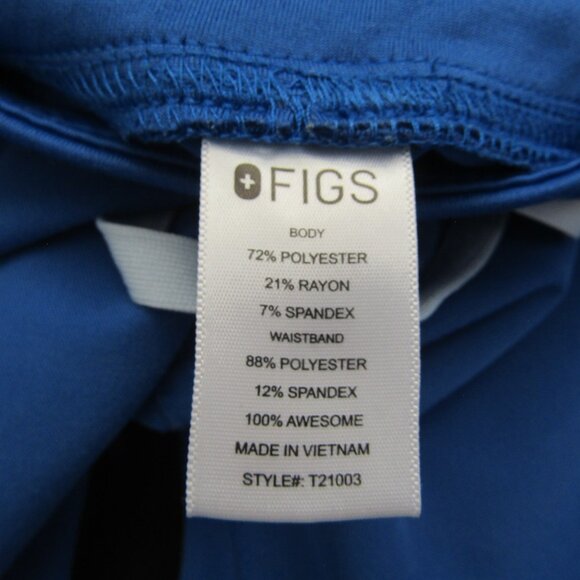 FIGS
BODY
72% POLYESTER
21% RAYON
7% SPANDEX
WAISTBAND
88% POLYESTER
12% SPANDEX
100% AWESOME
MADE IN VIETNAM
STYLE#: T21003